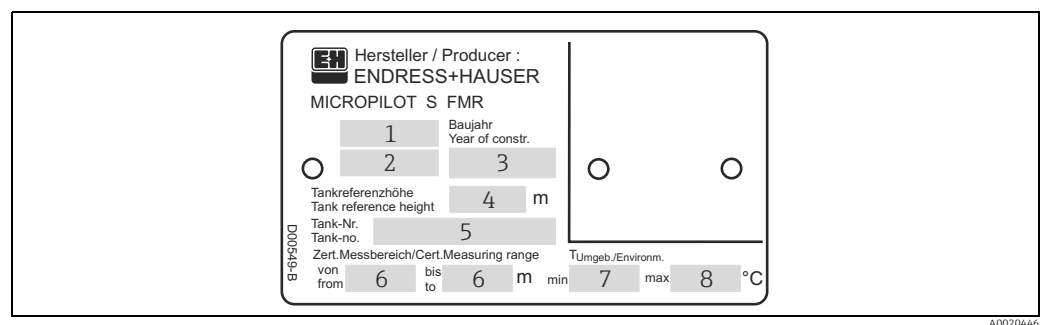 E+H Hersteller / Producer :
ENDRESS+HAUSER
MICROPILOT S FMR
1 Baujahr
Year of constr.
2 3
Tankreferenzhöhe
Tank reference height 4 m
Tank-Nr.
Tank-no. 5
Zert.Messbereich/Cert.Measuring range TUmgeb./Environm.
von bis
from 6 to 6 m min 7 max 8 °C
D00549-B
A0020446